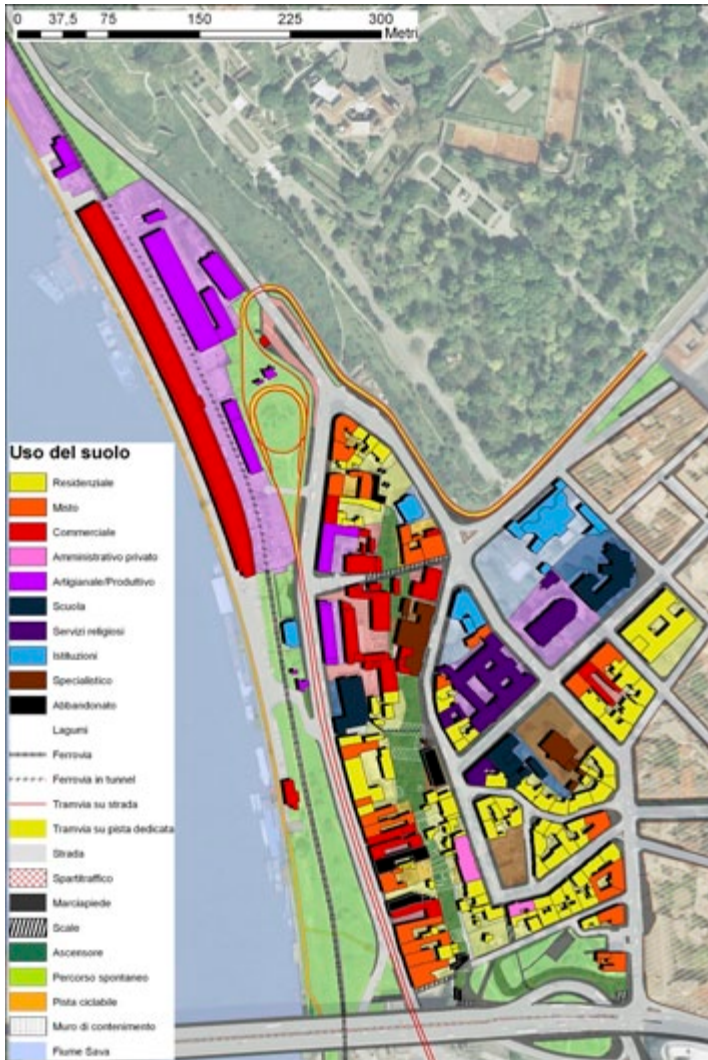 0 37,5 75 150 225 300
Metri
Uso del suolo
Residenziale
Misto
Commerciale
Amministrativo privato
Artigianale/Produttivo
Scuola
Servizi religiosi
Istituzioni
Specialistico
Abbandonato
Lagumi
Ferrovia
Ferrovia in tunnel
Tramvia su strada
Tramvia su pista dedicata
Strada
Spartitraffico
Marciapiede
Scale
Ascensore
Percorso spontaneo
Pista ciclabile
Muro di contenimento
Fiume Sava